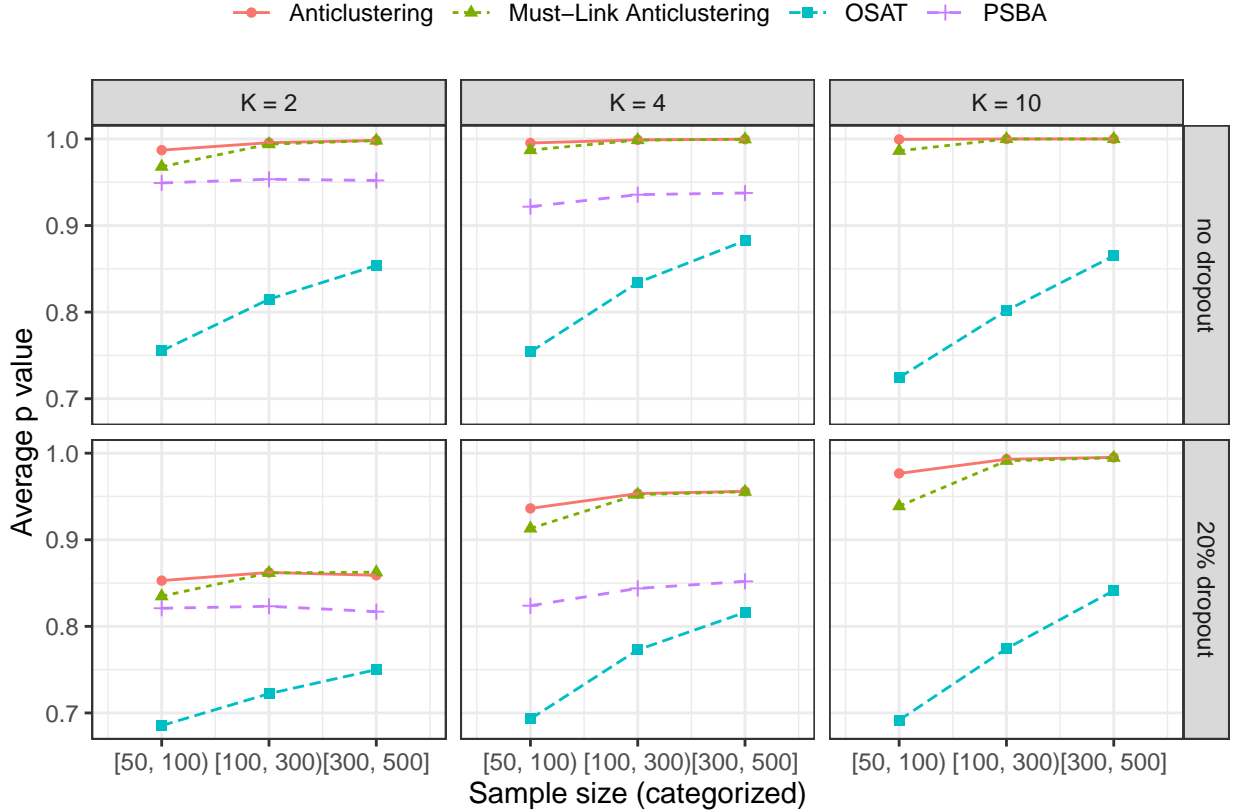 Anticlustering Must−Link Anticlustering OSAT PSBA
K = 2 K = 4 K = 10
1.0
0.9
0.8
0.7
no dropout
1.0
0.9
0.8
0.7
20% dropout
Average p value
[50, 100) [100, 300) [300, 500] [50, 100) [100, 300) [300, 500] [50, 100) [100, 300) [300, 500]
Sample size (categorized)